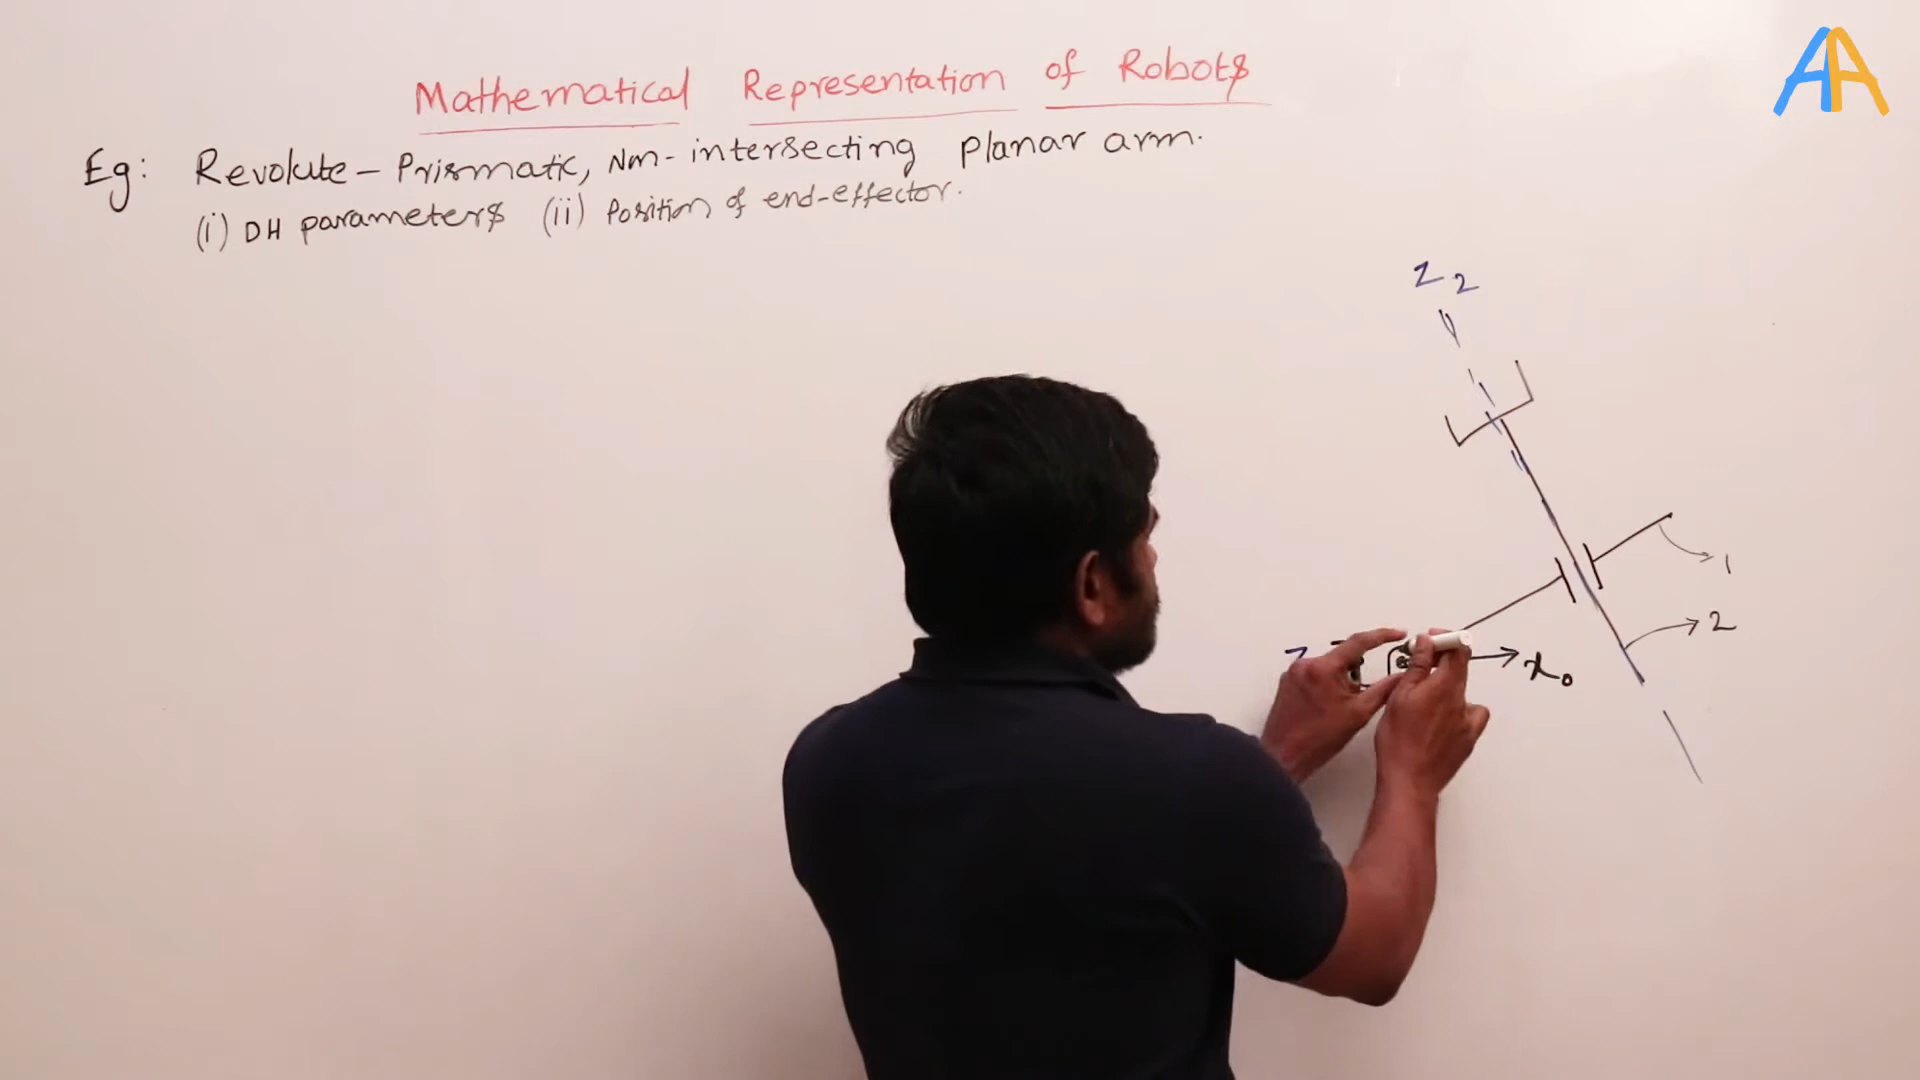 Mathematical Representation of Robots
Eg: Revolute - Prismatic, Non-intersecting planar arm.
(i) DH parameters (ii) Position of end-effector.
Z2
1
2
x0
AA